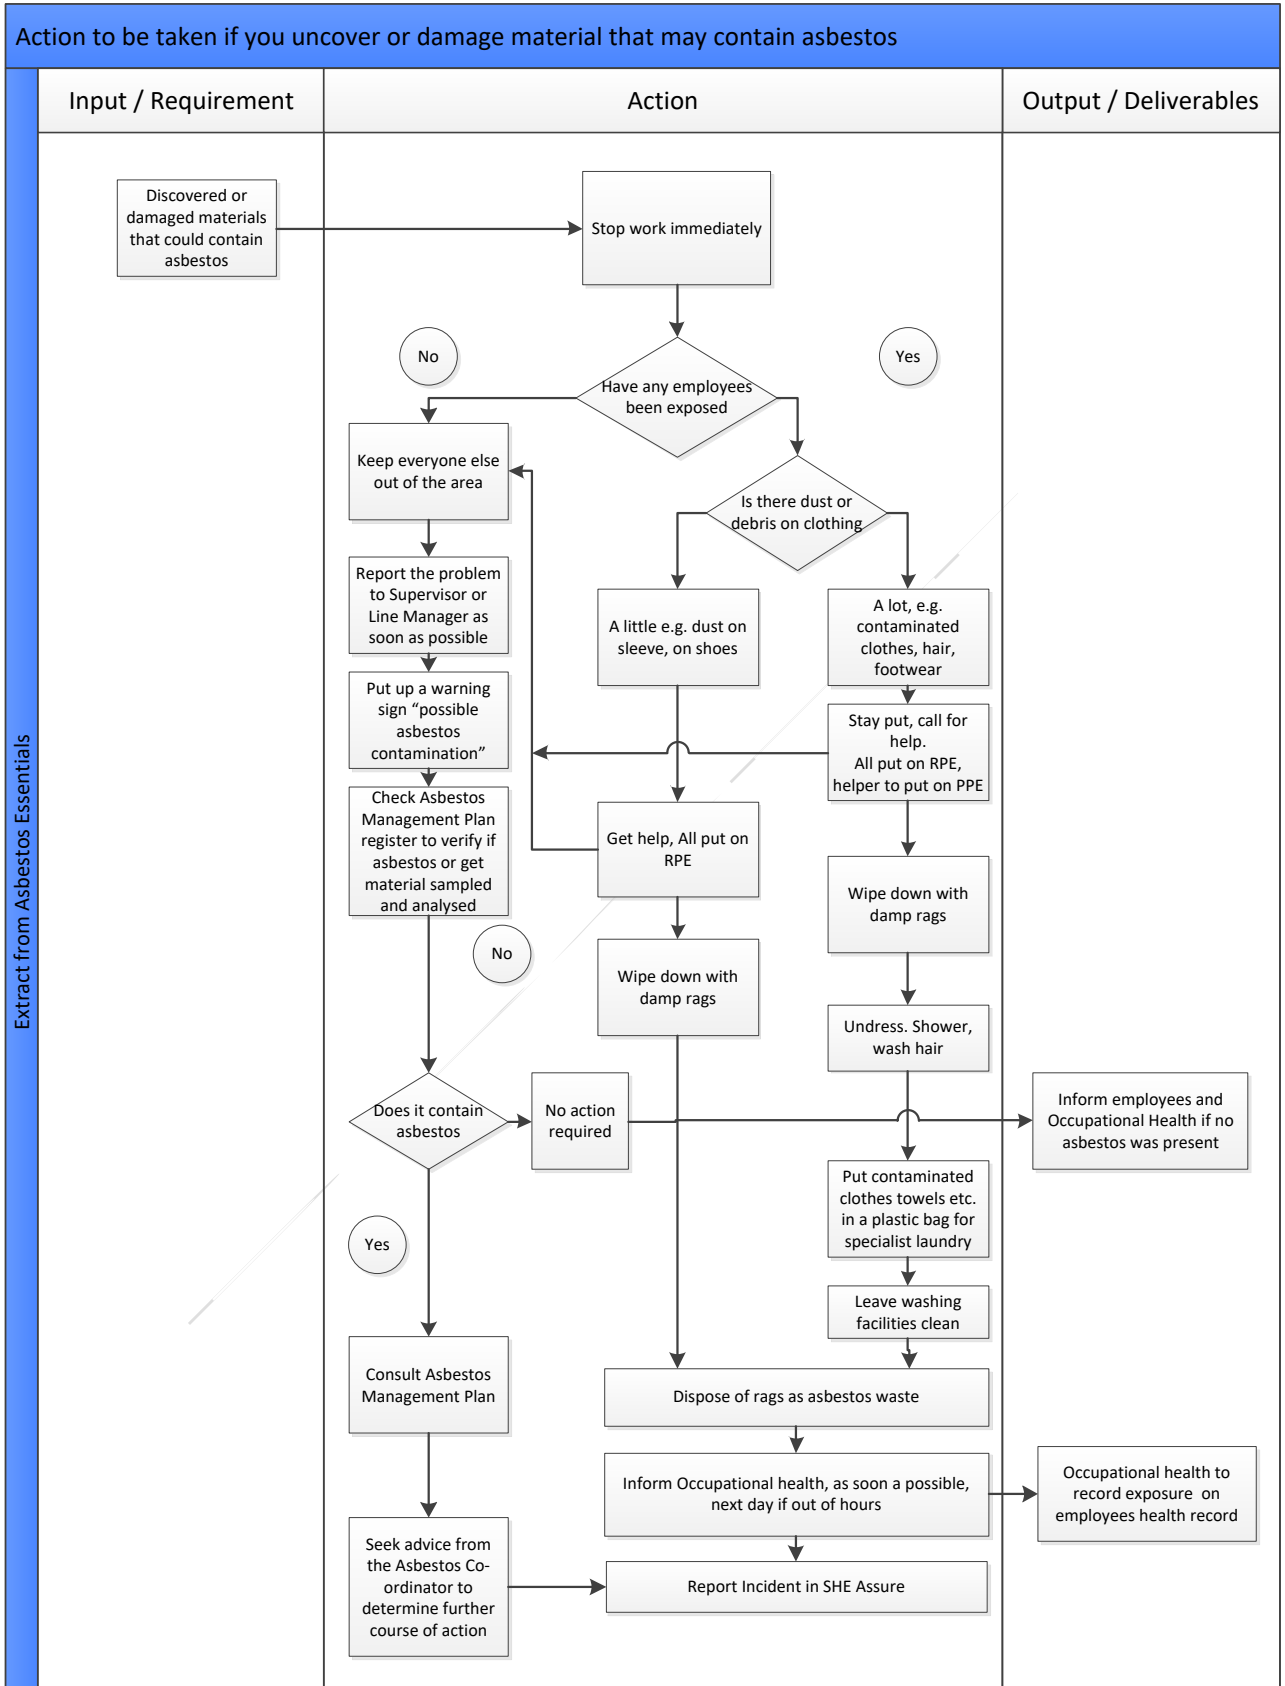 Action to be taken if you uncover or damage material that may contain asbestos
Extract from Asbestos Essentials
Input / Requirement
Action
Output / Deliverables
Discovered or
damaged materials
that could contain
asbestos
Stop work immediately
No
Yes
Have any employees
been exposed
Keep everyone else
out of the area
Is there dust or
debris on clothing
Report the problem
to Supervisor or
Line Manager as
soon as possible
A little e.g. dust on
sleeve, on shoes
A lot, e.g.
contaminated
clothes, hair,
footwear
Put up a warning
sign “possible
asbestos
contamination”
Stay put, call for
help.
All put on RPE,
helper to put on PPE
Check Asbestos
Management Plan
register to verify if
asbestos or get
material sampled
and analysed
Get help, All put on
RPE
Wipe down with
damp rags
No
Wipe down with
damp rags
Undress. Shower,
wash hair
Does it contain
asbestos
No action
required
Inform employees and
Occupational Health if no
asbestos was present
Put contaminated
clothes towels etc.
in a plastic bag for
specialist laundry
Yes
Leave washing
facilities clean
Consult Asbestos
Management Plan
Dispose of rags as asbestos waste
Inform Occupational health, as soon a possible,
next day if out of hours
Occupational health to
record exposure  on
employees health record
Seek advice from
the Asbestos Co-
ordinator to
determine further
course of action
Report Incident in SHE Assure